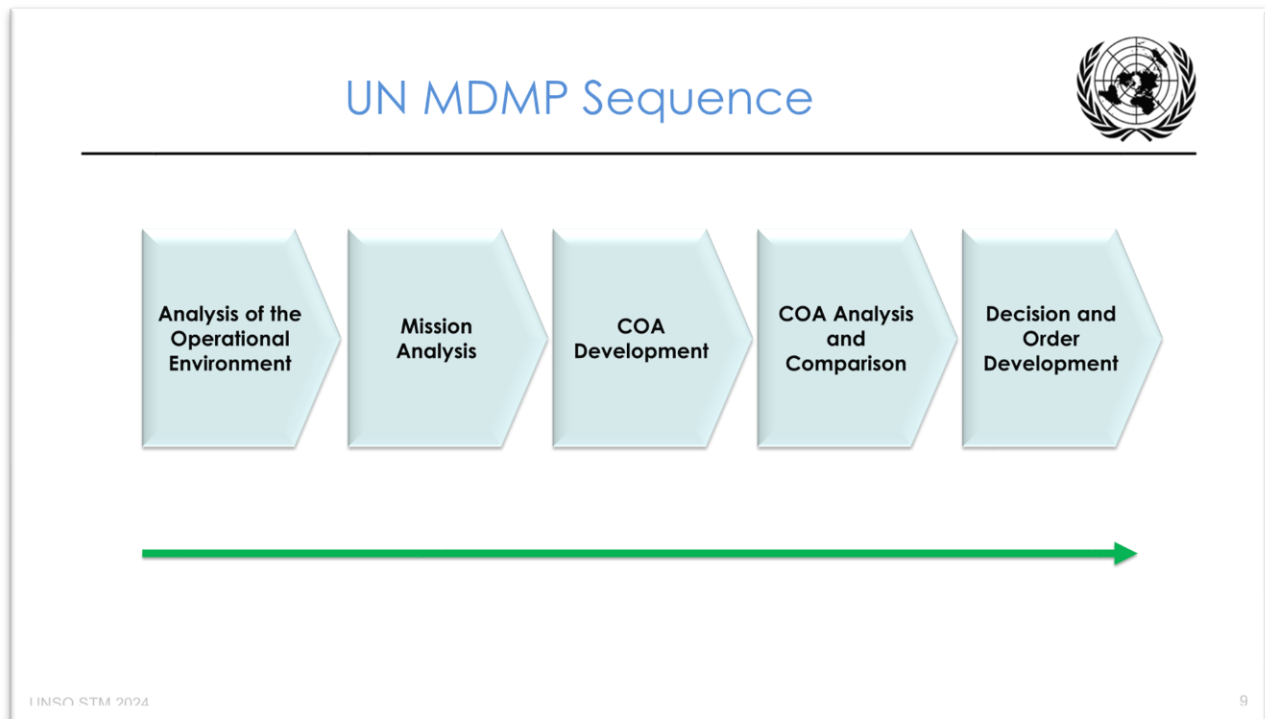 UN MDMP Sequence
Analysis of the
Operational
Environment
Mission
Analysis
COA
Development
COA Analysis
and
Comparison
Decision and
Order
Development
UNSO STM 2024
9